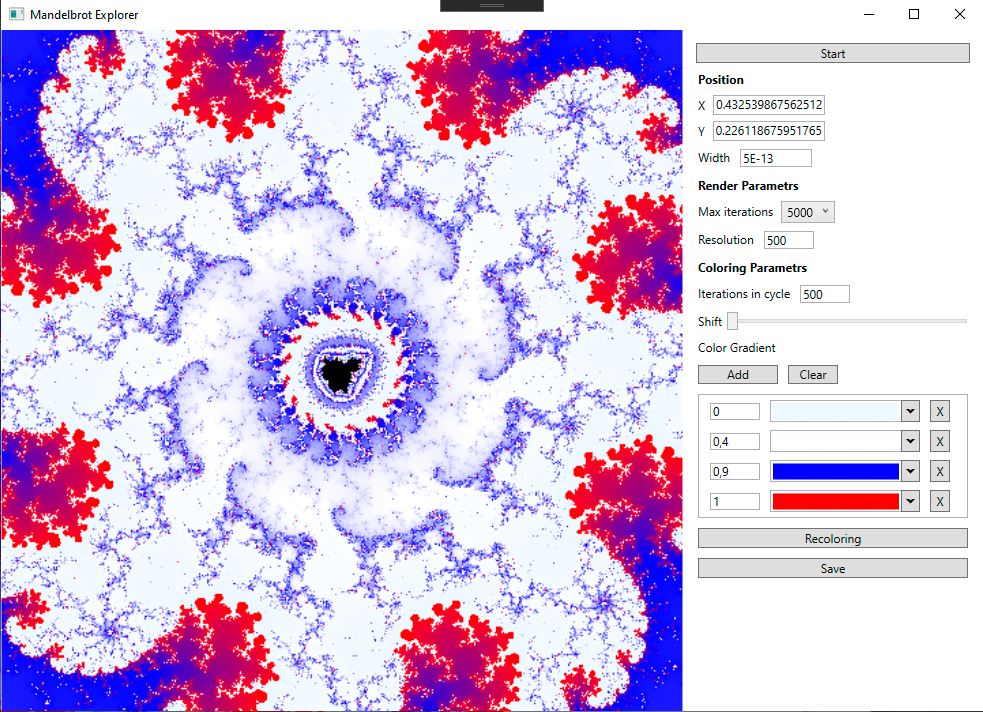 Mandelbrot Explorer
Start
Position
X 0.432539867562512
Y 0.226118675951765
Width 5E-13
Render Parametrs
Max iterations 5000
Resolution 500
Coloring Parametrs
Iterations in cycle 500
Shift
Color Gradient
Add Clear
0 X
0,4 X
0,9 X
1 X
Recoloring
Save